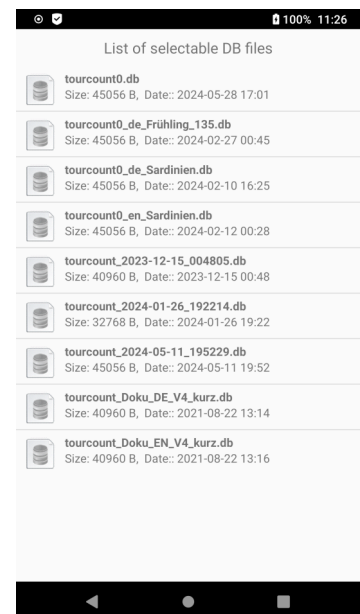 100% 11:26
List of selectable DB files
tourcount0.db
Size: 45056 B, Date:: 2024-05-28 17:01
tourcount0_de_Frühling_135.db
Size: 45056 B, Date:: 2024-02-27 00:45
tourcount0_de_Sardinien.db
Size: 45056 B, Date:: 2024-02-10 16:25
tourcount0_en_Sardinien.db
Size: 45056 B, Date:: 2024-02-12 00:28
tourcount_2023-12-15_004805.db
Size: 40960 B, Date:: 2023-12-15 00:48
tourcount_2024-01-26_192214.db
Size: 32768 B, Date:: 2024-01-26 19:22
tourcount_2024-05-11_195229.db
Size: 45056 B, Date:: 2024-05-11 19:52
tourcount_Doku_DE_V4_kurz.db
Size: 40960 B, Date:: 2021-08-22 13:14
tourcount_Doku_EN_V4_kurz.db
Size: 40960 B, Date:: 2021-08-22 13:16